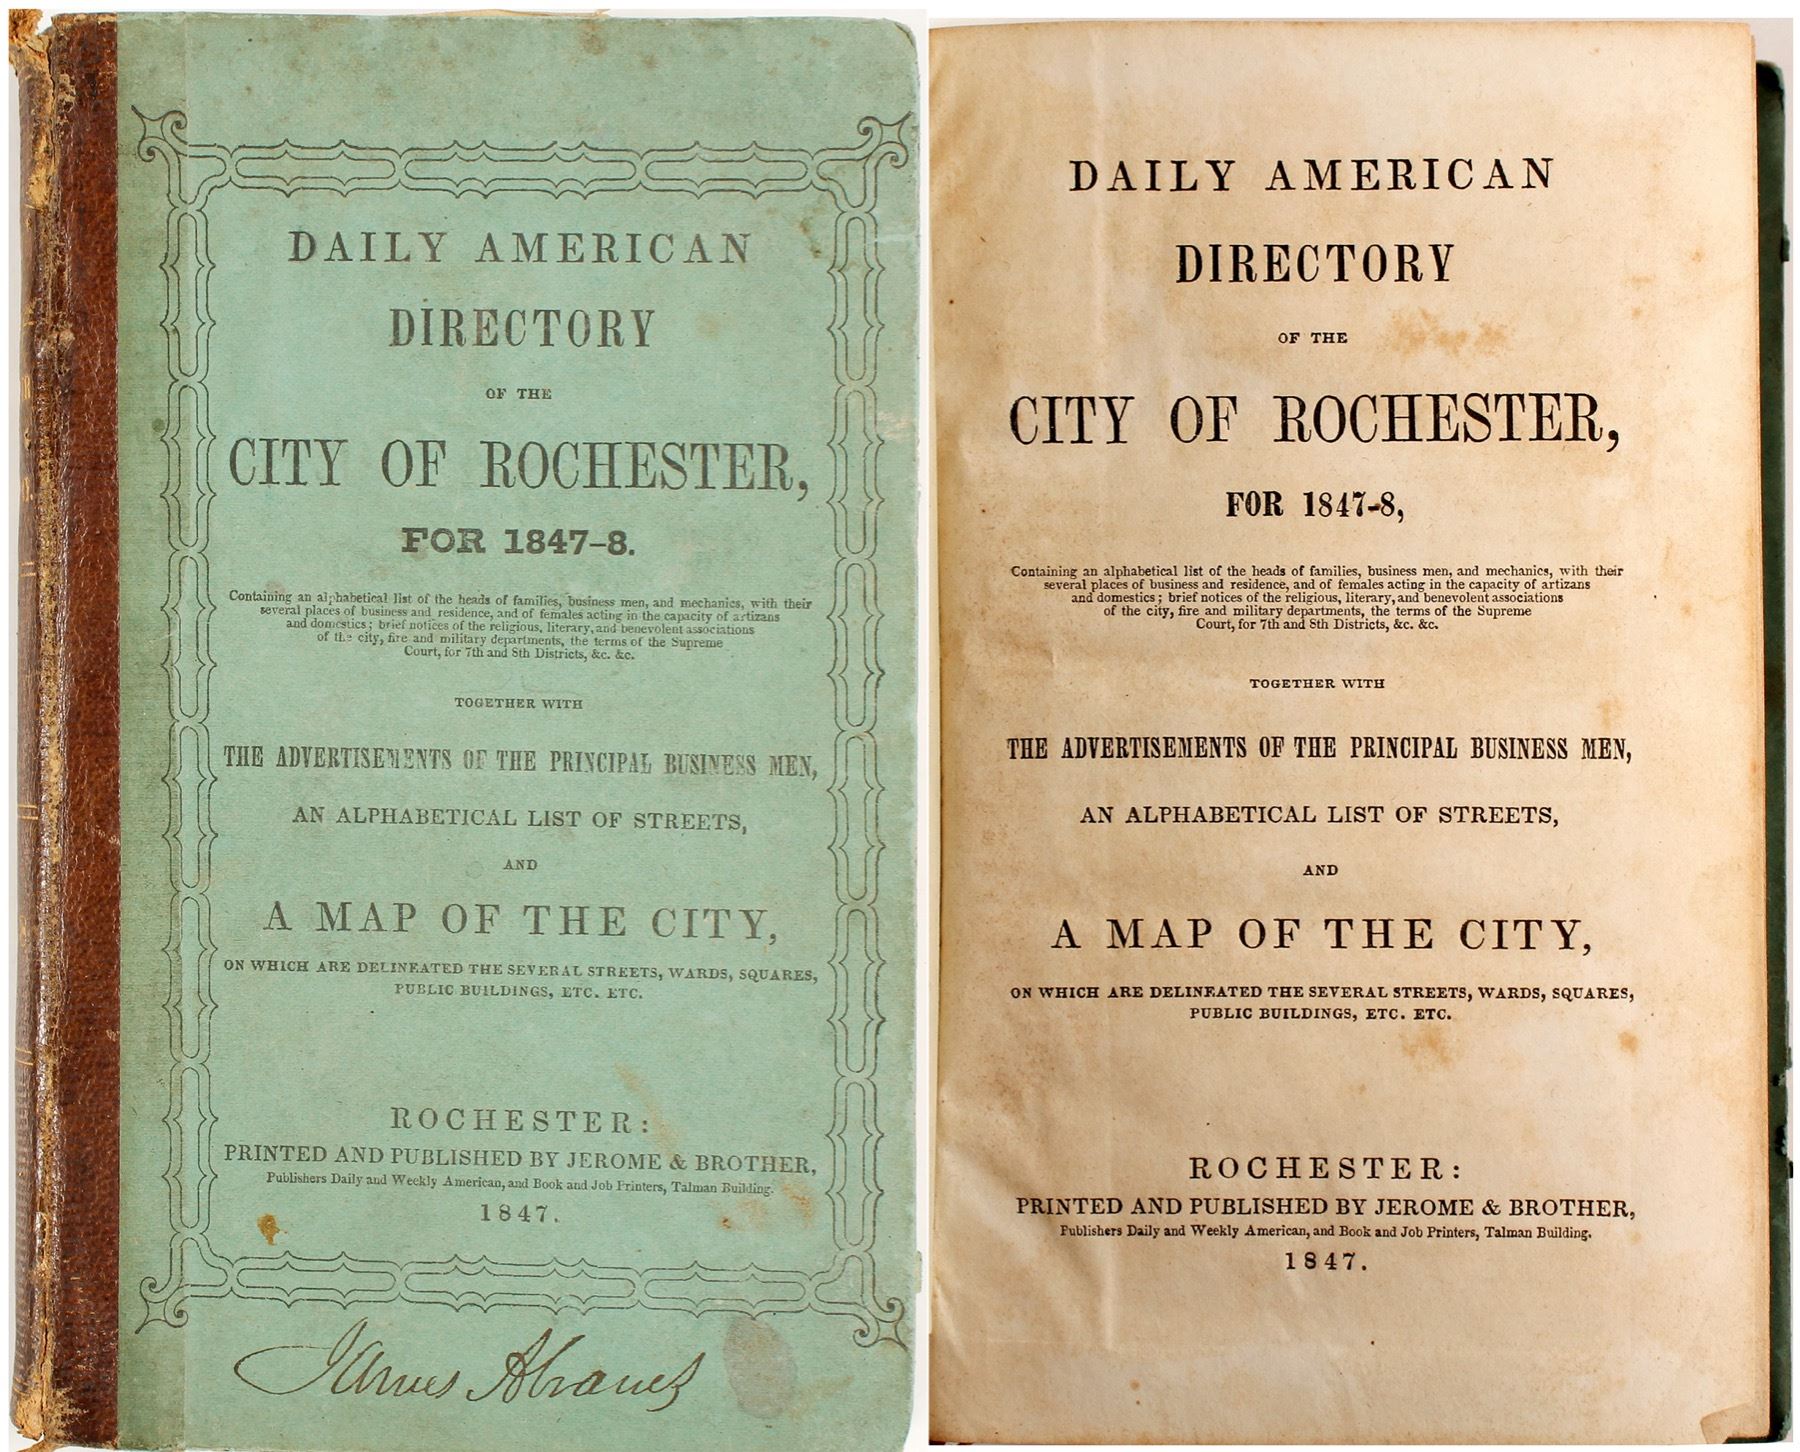 DAILY AMERICAN
DIRECTORY
OF THE
CITY OF ROCHESTER,
FOR 1847-8.
Containing an alphabetical list of the heads of families, business men, and mechanics, with their
several places of business and residence, and of females acting in the capacity of artizans
and domestics; brief notices of the religious, literary, and benevolent associations
of the city, fire and military departments, the terms of the Supreme
Court, for 7th and 8th Districts, &c. &c.
TOGETHER WITH
THE ADVERTISEMENTS OF THE PRINCIPAL BUSINESS MEN,
AN ALPHABETICAL LIST OF STREETS,
AND
A MAP OF THE CITY,
ON WHICH ARE DELINEATED THE SEVERAL STREETS, WARDS, SQUARES,
PUBLIC BUILDINGS, ETC. ETC.
ROCHESTER:
PRINTED AND PUBLISHED BY JEROME & BROTHER,
Publishers Daily and Weekly American, and Book and Job Printers, Talman Building.
1847.
James
DAILY AMERICAN
DIRECTORY
OF THE
CITY OF ROCHESTER,
FOR 1847-8,
Containing an alphabetical list of the heads of families, business men, and mechanics, with their
several places of business and residence, and of females acting in the capacity of artizans
and domestics; brief notices of the religious, literary, and benevolent associations
of the city, fire and military departments, the terms of the Supreme
Court, for 7th and 8th Districts, &c. &c.
TOGETHER WITH
THE ADVERTISEMENTS OF THE PRINCIPAL BUSINESS MEN,
AN ALPHABETICAL LIST OF STREETS,
AND
A MAP OF THE CITY,
ON WHICH ARE DELINEATED THE SEVERAL STREETS, WARDS, SQUARES,
PUBLIC BUILDINGS, ETC. ETC.
ROCHESTER:
PRINTED AND PUBLISHED BY JEROME & BROTHER,
Publishers Daily and Weekly American, and Book and Job Printers, Talman Building.
1847.